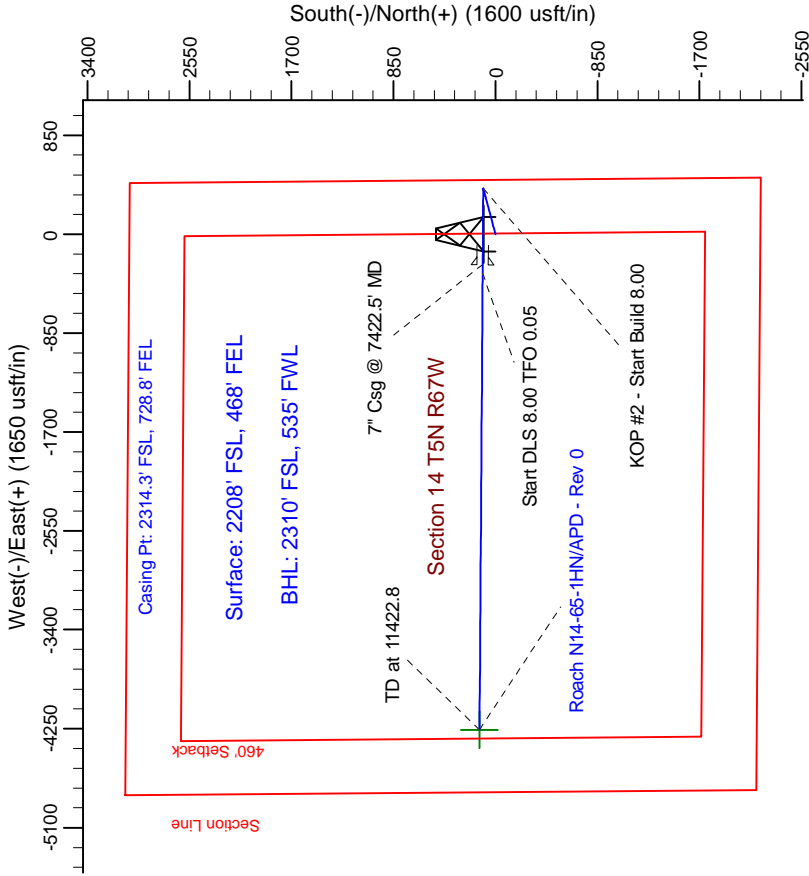 South(-)/North(+) (1600 usft/in)
3400
2550
1700
850
0
-850
-1700
-2550
West(-)/East(+) (1650 usft/in)
850
0
-850
-1700
-2550
-3400
-4250
-5100
Casing Pt: 2314.3' FSL, 728.8' FEL
Surface: 2208' FSL, 468' FEL
BHL: 2310' FSL, 535' FWL
Section 14 T5N R67W
7" Csg @ 7422.5' MD
Start DLS 8.00 TFO 0.05
KOP #2 - Start Build 8.00
TD at 11422.8
Roach N14-65-1HN/APD - Rev 0
460' Setback
Section Line